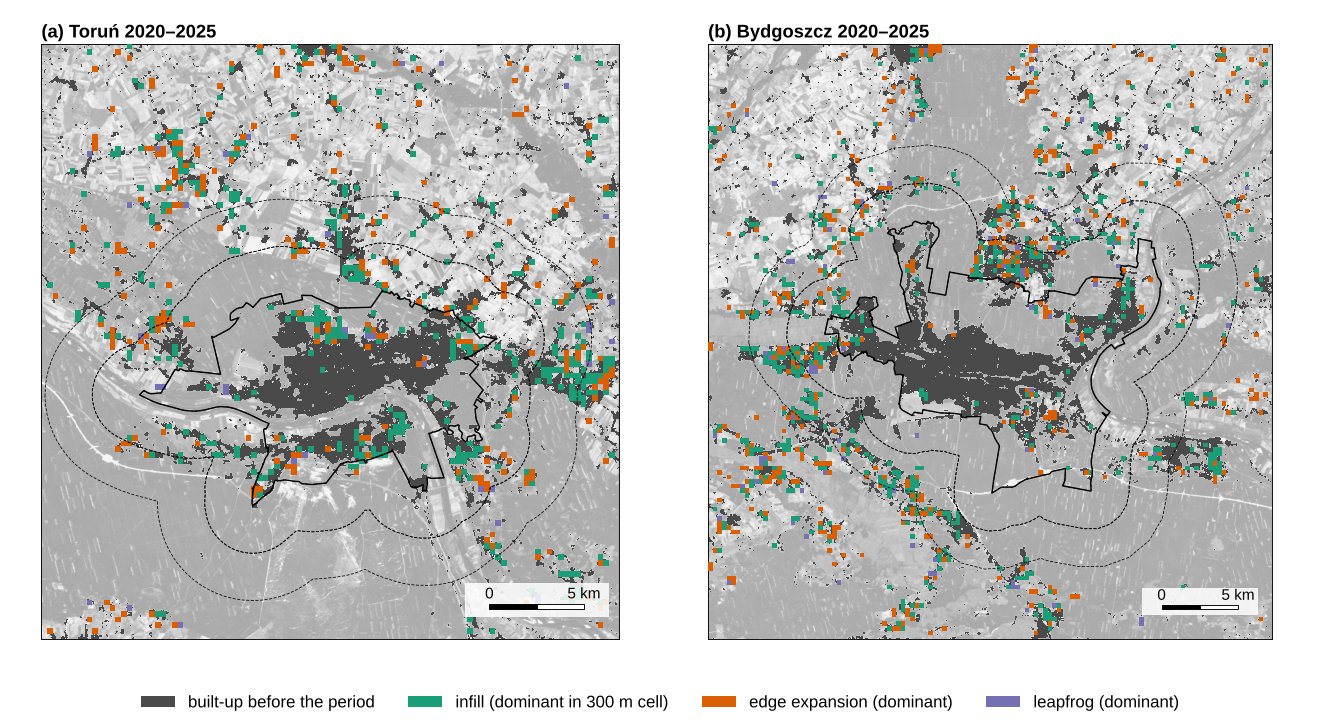 (a) Toruń 2020–2025
(b) Bydgoszcz 2020–2025
0 5 km
0 5 km
built-up before the period
infill (dominant in 300 m cell)
edge expansion (dominant)
leapfrog (dominant)